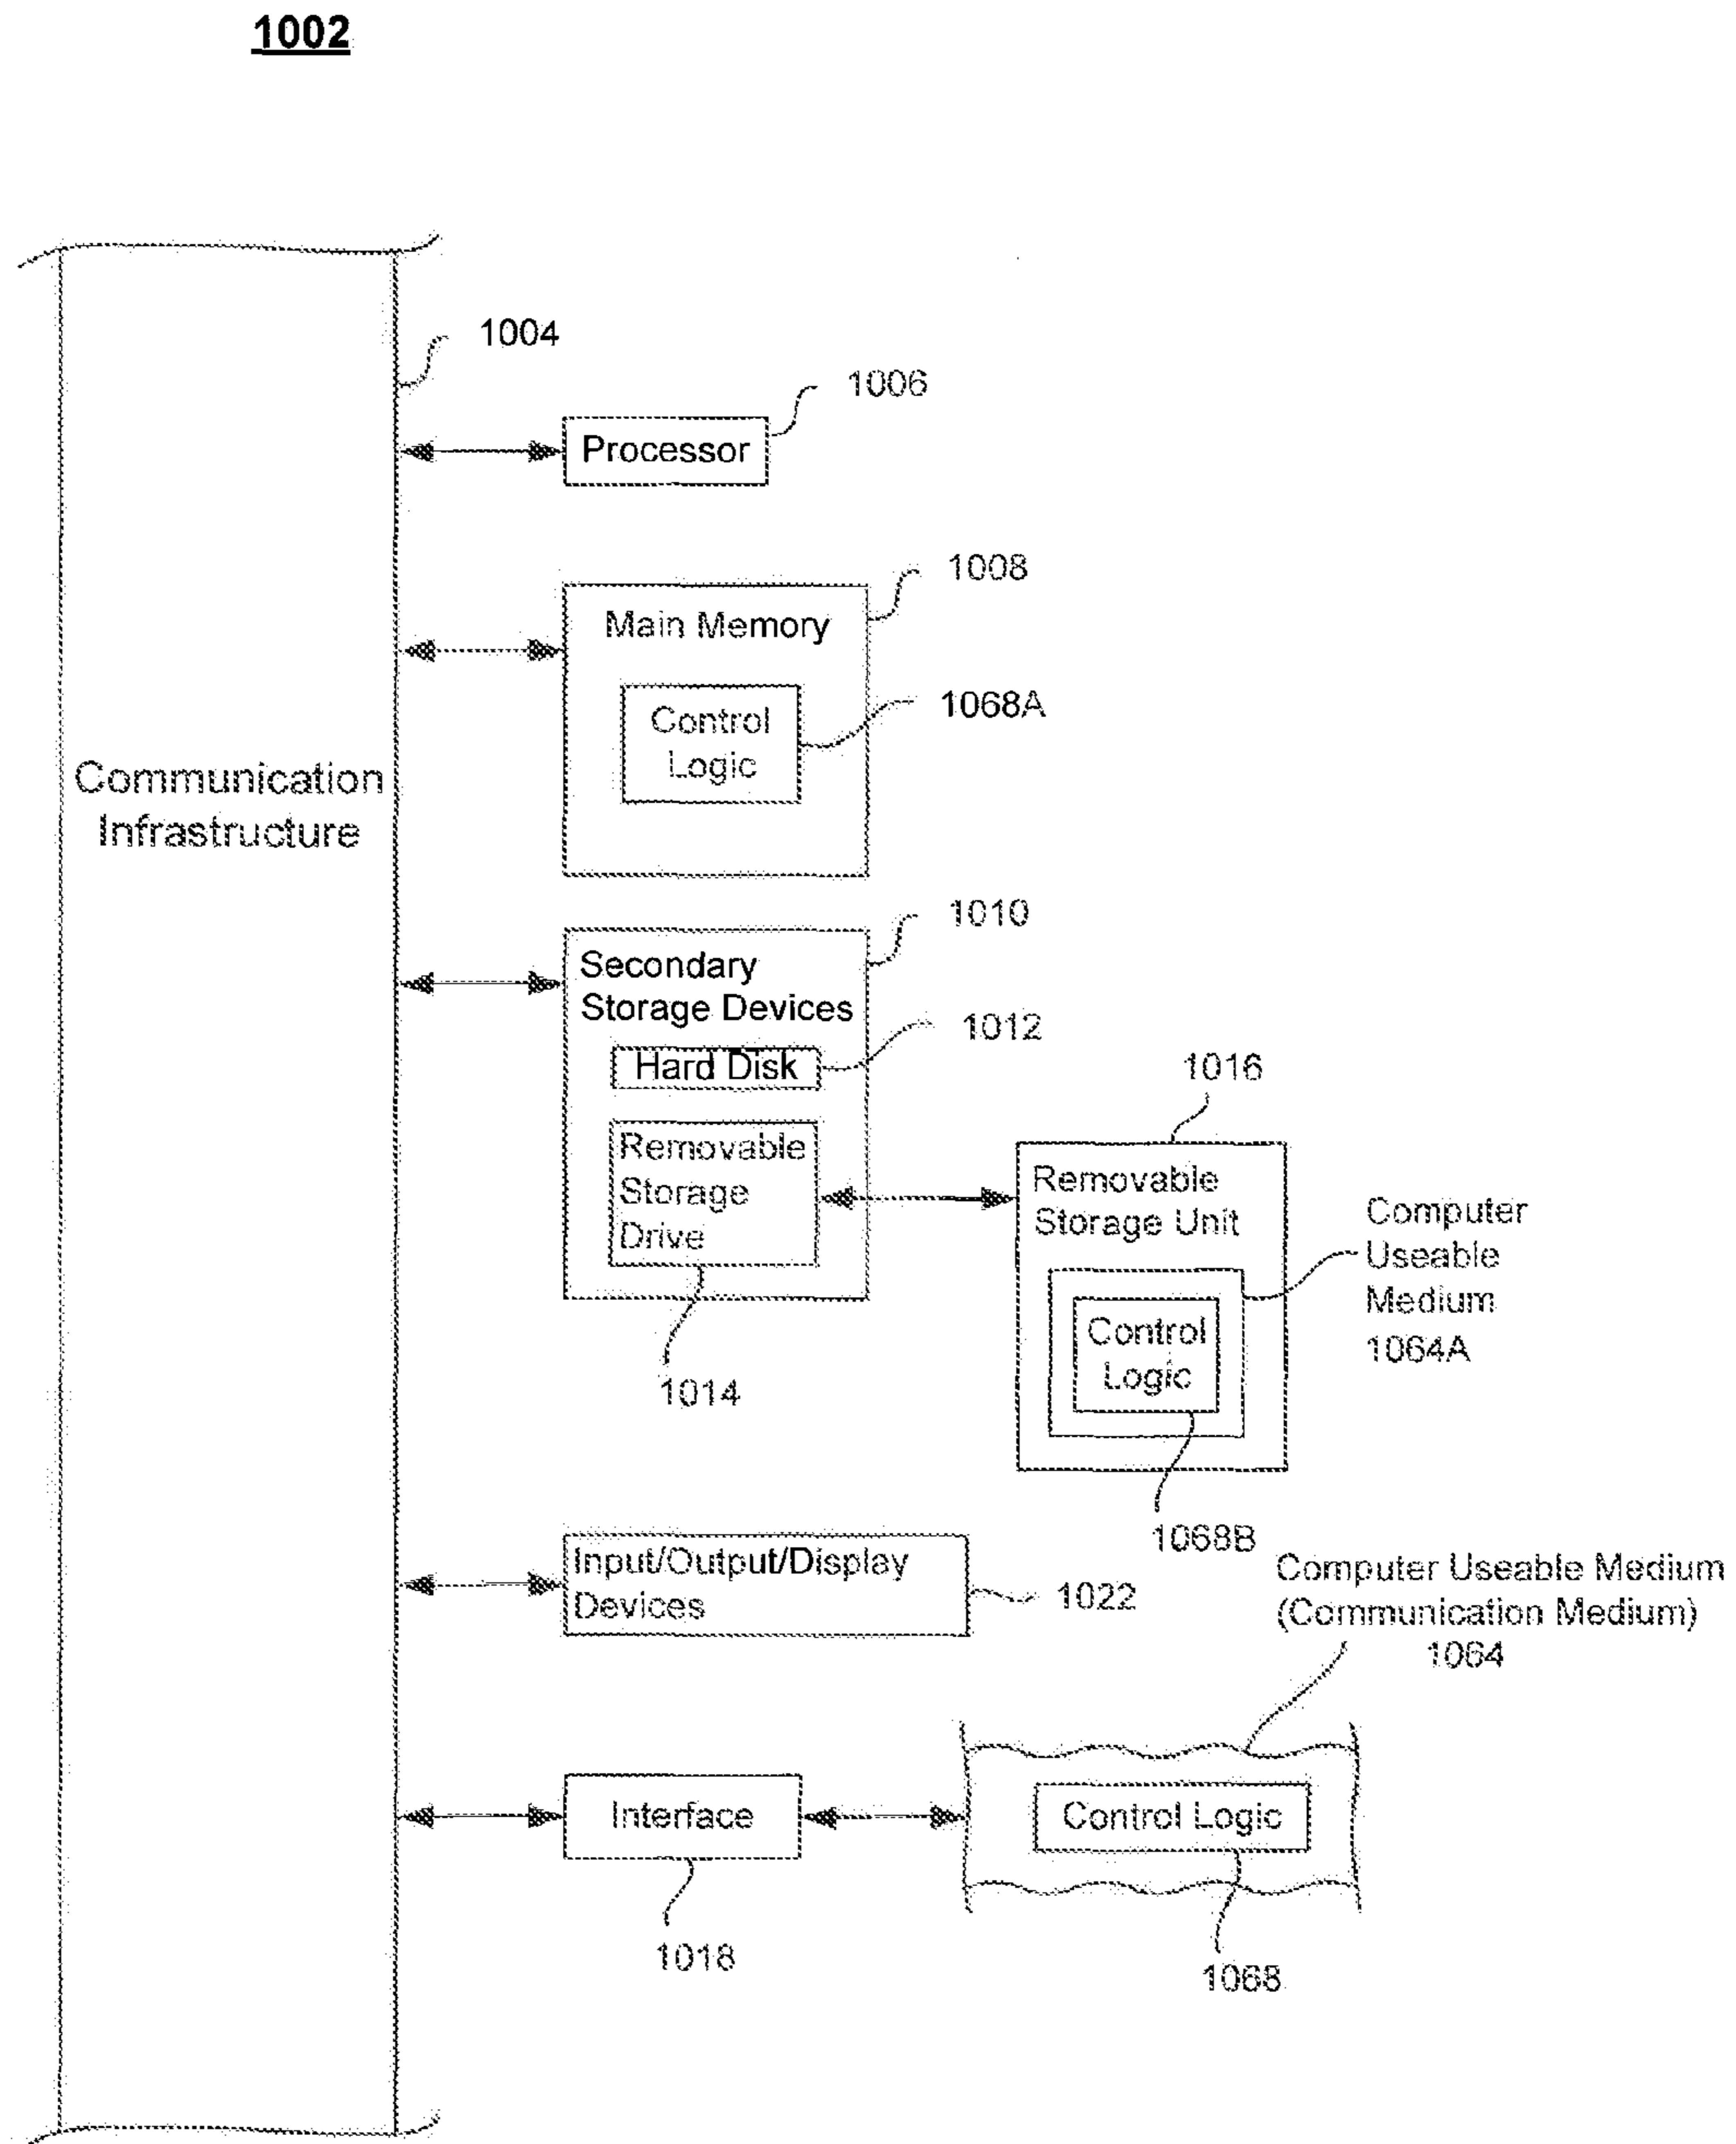 1002
1004
1006
Processor
1008
Main Memory
1068A
Control
Logic
Communication
Infrastructure
1010
Secondary
Storage Devices
1012
Hard Disk
1016
Removable
Storage
Drive
Removable
Storage Unit
Computer
Useable
Medium
1064A
Control
Logic
1014
1068B
Input/Output/Display
Devices
1022
Computer Useable Medium
(Communication Medium)
1064
Interface
Control Logic
1018
1068